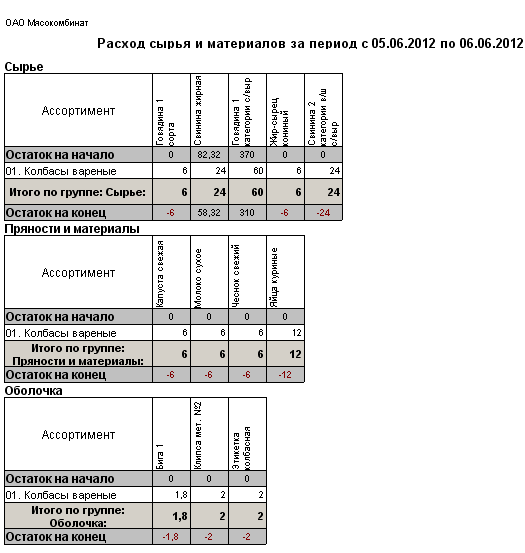 ОАО Мясокомбинат
Расход сырья и материалов за период с 05.06.2012 по 06.06.2012
Сырье
Ассортимент
Говядина 1 сорта
Свинина жирная
Говядина 1 категории с/выр
Жир-сырец кониный
Свинина 2 категории в/ш с/выр
Остаток на начало 0 82,32 370 0 0
01. Колбасы вареные 6 24 60 6 24
Итого по группе: Сырье: 6 24 60 6 24
Остаток на конец -6 58,32 310 -6 -24
Пряности и материалы
Ассортимент
Капуста свежая
Молоко сухое
Чеснок свежий
Яйца куриные
Остаток на начало 0 0 0 0
01. Колбасы вареные 6 6 6 12
Итого по группе:
Пряности и материалы: 6 6 6 12
Остаток на конец -6 -6 -6 -12
Оболочка
Ассортимент
Бига 1
Клипса мет. №2
Этикетка колбасная
Остаток на начало 0 0 0
01. Колбасы вареные 1,8 2 2
Итого по группе:
Оболочка: 1,8 2 2
Остаток на конец -1,8 -2 -2